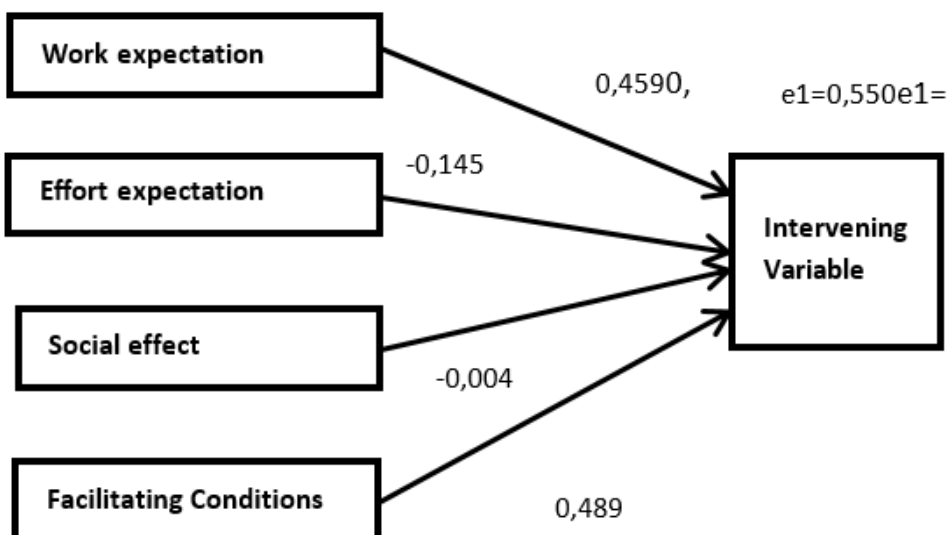 Work expectation
0,4590,
e1=0,550e1=
-0,145
Effort expectation
Intervening
Variable
Social effect
-0,004
Facilitating Conditions
0,489